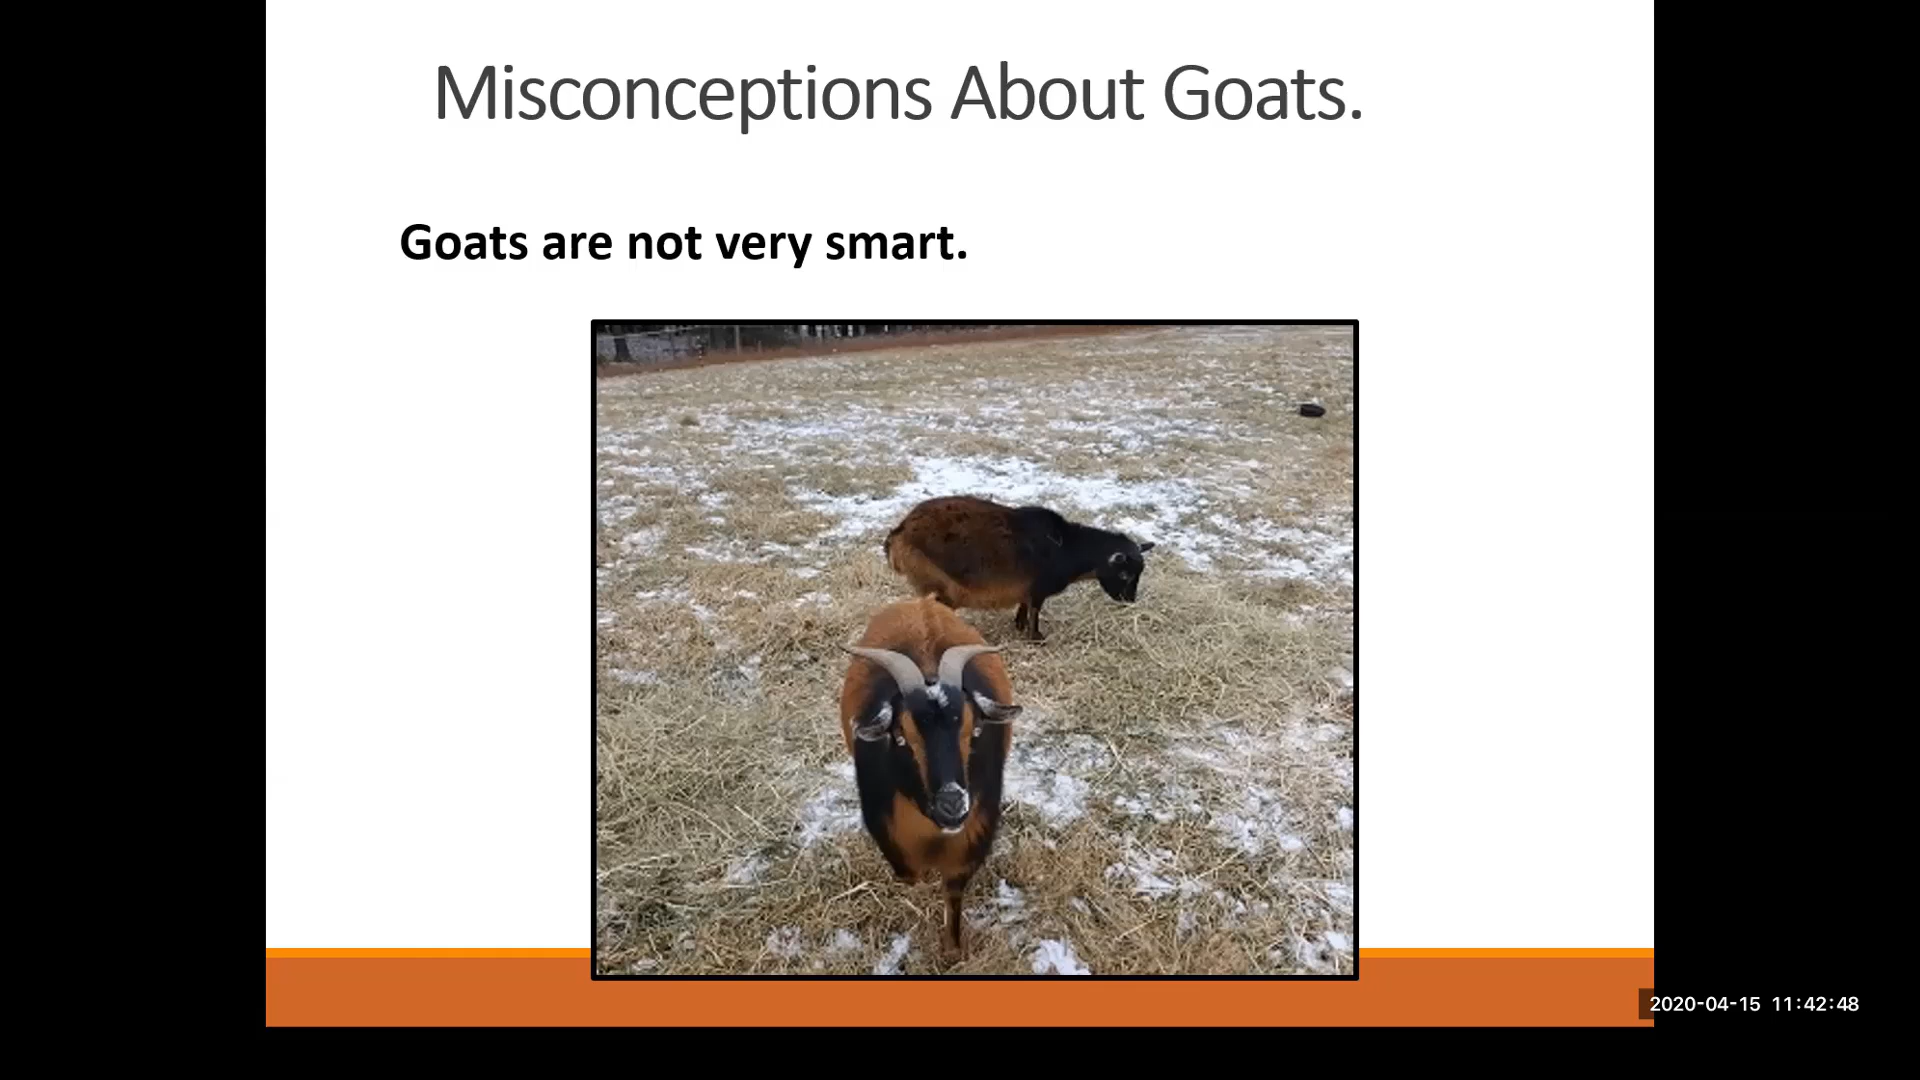 Misconceptions About Goats.
Goats are not very smart.
2020-04-15 11:42:48